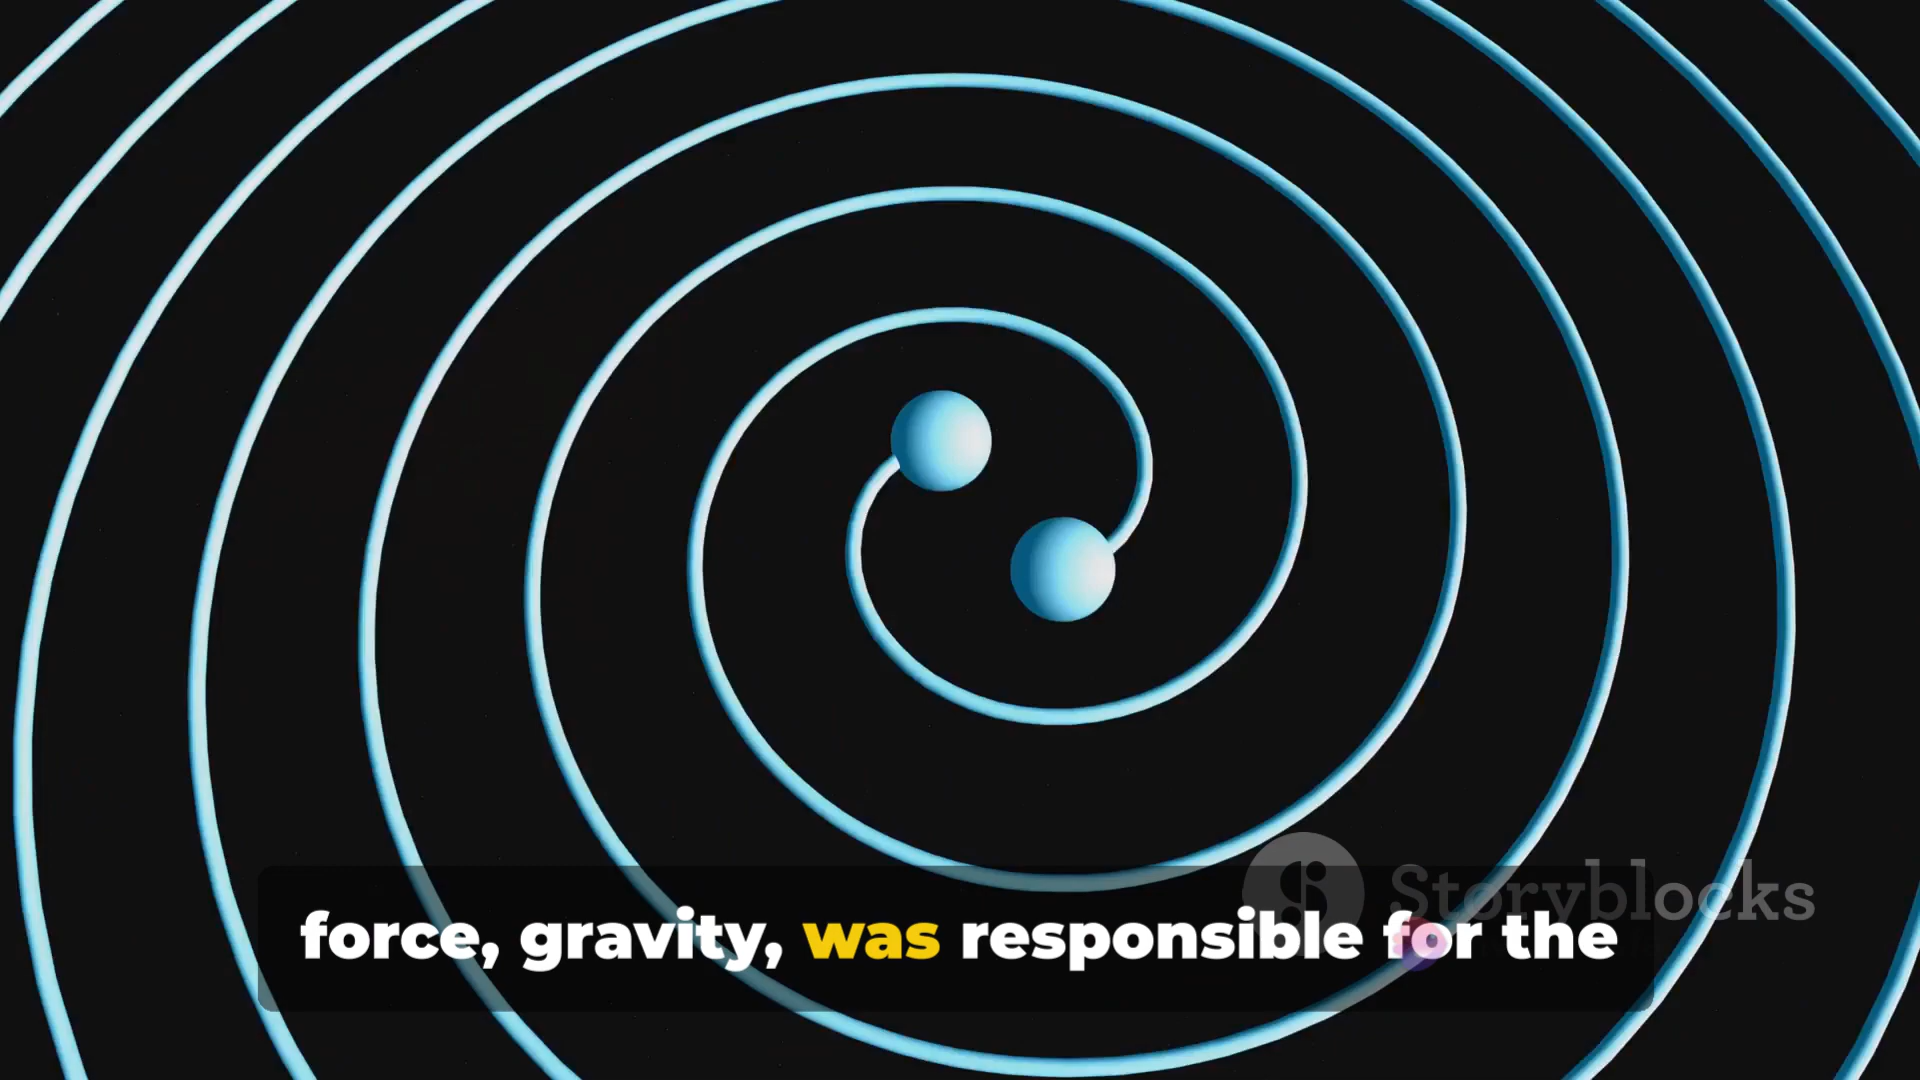 Storyblocks
force, gravity, was responsible for the